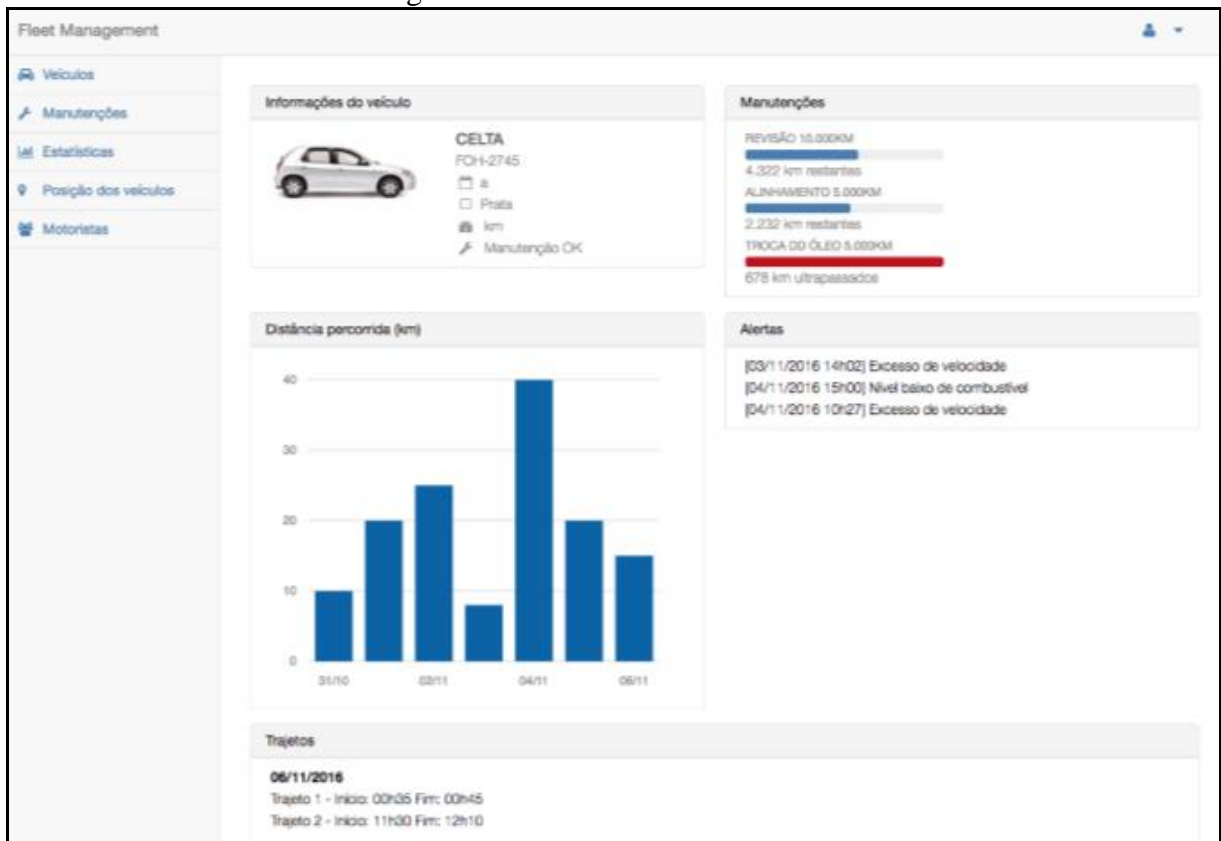 Fleet Management
Veículos
Manutenções
Estatísticas
Posição dos veículos
Motoristas
Informações do veículo
CELTA
FOH-2745
a
Prata
km
Manutenção OK
Manutenções
REVISÃO 10.000KM
4.322 km restantes
ALINHAMENTO 5.000KM
2.232 km restantes
TROCA DO ÓLEO 5.000KM
678 km ultrapassados
Distância percorrida (km)
40
30
20
10
0
31/10 02/11 04/11 06/11
Alertas
[03/11/2016 14h02] Excesso de velocidade
[04/11/2016 15h00] Nível baixo de combustível
[04/11/2016 10h27] Excesso de velocidade
Trajetos
06/11/2016
Trajeto 1 - Início: 00h35 Fim: 00h45
Trajeto 2 - Início: 11h30 Fim: 12h10